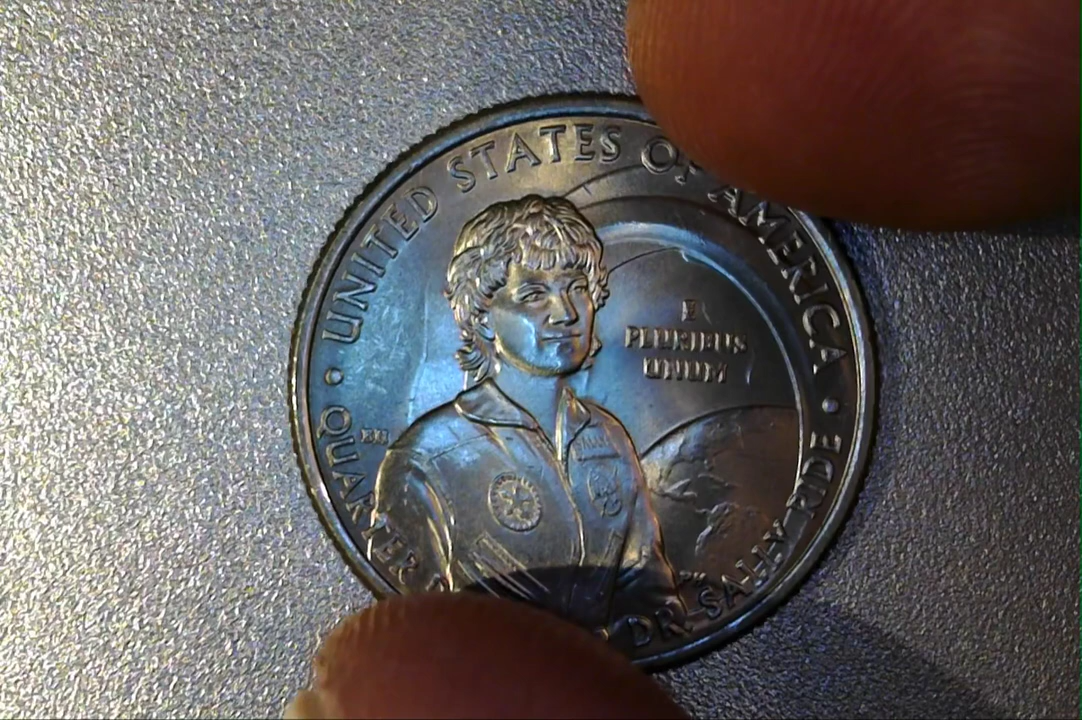 UNITED STATES OF AMERICA
E
PLURIBUS
UNUM
QUARTER
DR. SALLY RIDE